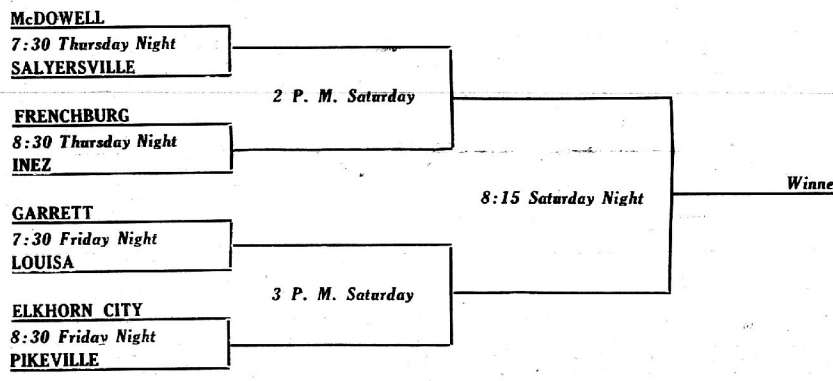 McDOWELL
7:30 Thursday Night
SALYERSVILLE
2 P. M. Saturday
FRENCHBURG
8:30 Thursday Night
INEZ
8:15 Saturday Night
Winne
GARRETT
7:30 Friday Night
LOUISA
3 P. M. Saturday
ELKHORN CITY
8:30 Friday Night
PIKEVILLE